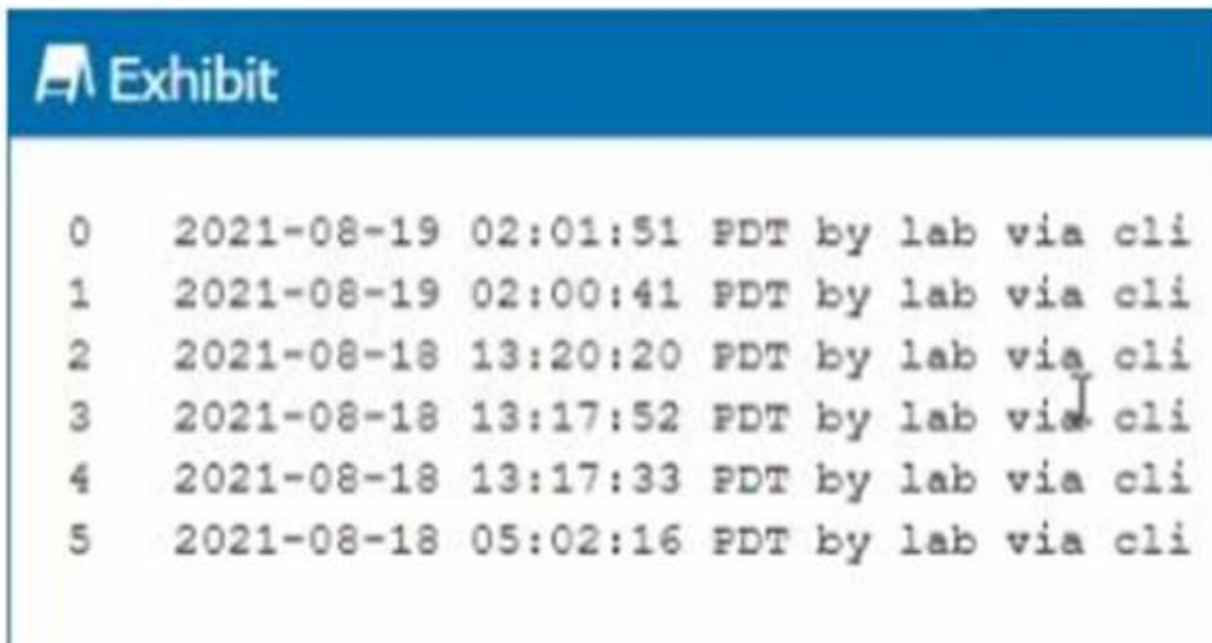 Exhibit
0 2021-08-19 02:01:51 PDT by lab via cli
1 2021-08-19 02:00:41 PDT by lab via cli
2 2021-08-18 13:20:20 PDT by lab via cli
3 2021-08-18 13:17:52 PDT by lab via cli
4 2021-08-18 13:17:33 PDT by lab via cli
5 2021-08-18 05:02:16 PDT by lab via cli